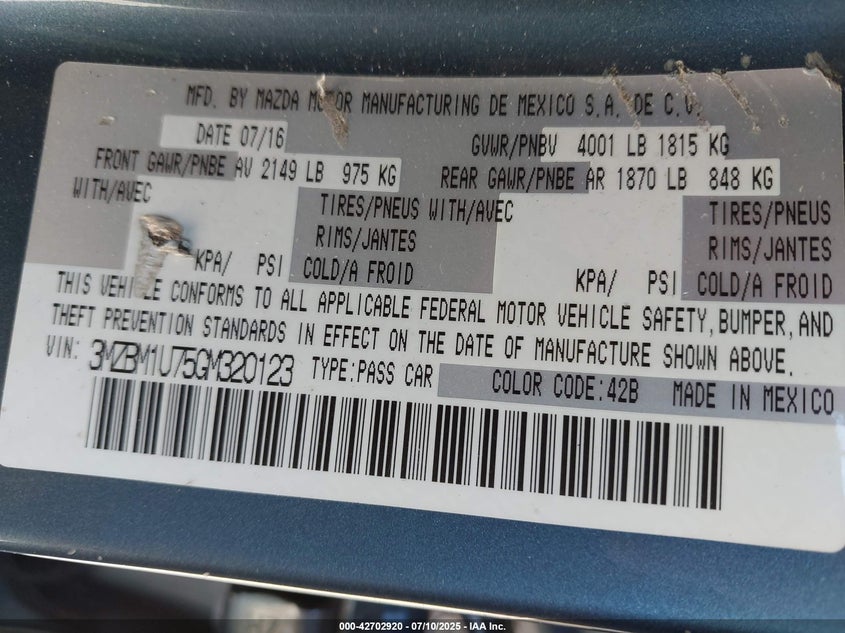 MFD. BY MAZDA MOTOR MANUFACTURING DE MEXICO S.A. DE C.V.
DATE 07/16 GVWR/PNBV 4001 LB 1815 KG
FRONT GAWR/PNBE AV 2149 LB 975 KG REAR GAWR/PNBE AR 1870 LB 848 KG
WITH/AVEC TIRES/PNEUS WITH/AVEC TIRES/PNEUS
RIMS/JANTES RIMS/JANTES
KPA/ PSI COLD/A FROID KPA/ PSI COLD/A FROID
THIS VEHICLE CONFORMS TO ALL APPLICABLE FEDERAL MOTOR VEHICLE SAFETY, BUMPER, AND
THEFT PREVENTION STANDARDS IN EFFECT ON THE DATE OF MANUFACTURE SHOWN ABOVE.
VIN: 3MZBM1U75GM320123 TYPE:PASS CAR COLOR CODE:42B MADE IN MEXICO
000-42702920 - 07/10/2025 - IAA Inc.